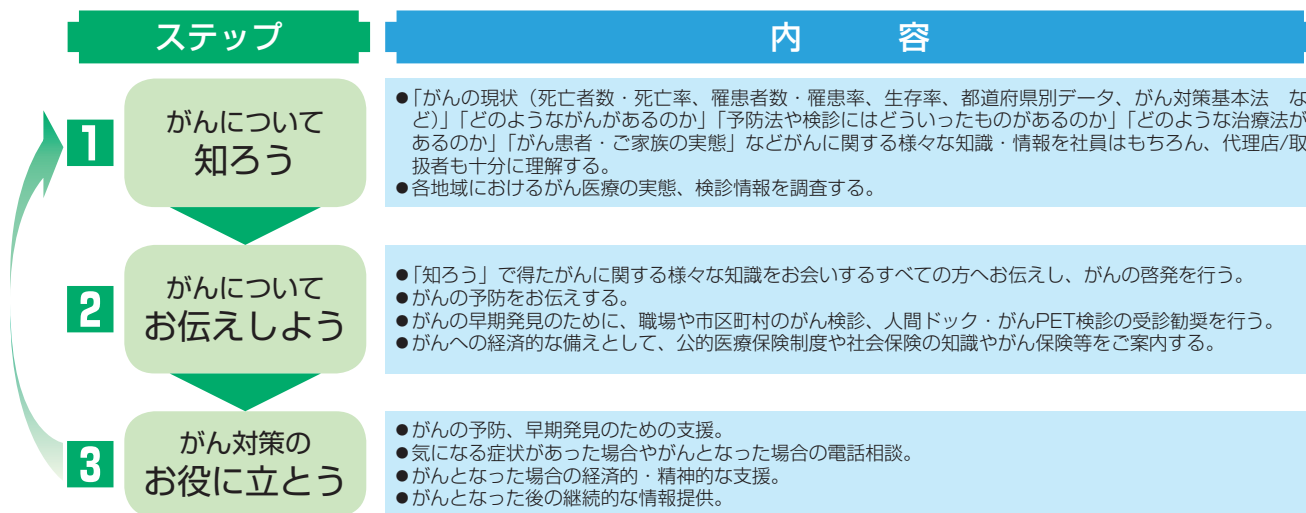 ステップ
内 容
1
がんについて
知ろう
●「がんの現状（死亡者数・死亡率、罹患者数・罹患率、生存率、都道府県別データ、がん対策基本法 な
ど）」「どのようながんがあるのか」「予防法や検診にはどういったものがあるのか」「どのような治療法が
あるのか」「がん患者・ご家族の実態」などがんに関する様々な知識・情報を社員はもちろん、代理店/取
扱者も十分に理解する。
●各地域におけるがん医療の実態、検診情報を調査する。
2
がんについて
お伝えしよう
●「知ろう」で得たがんに関する様々な知識をお会いするすべての方へお伝えし、がんの啓発を行う。
●がんの予防をお伝えする。
●がんの早期発見のために、職場や市区町村のがん検診、人間ドック・がんPET検診の受診勧奨を行う。
●がんへの経済的な備えとして、公的医療保険制度や社会保険の知識やがん保険等をご案内する。
3
がん対策の
お役に立とう
●がんの予防、早期発見のための支援。
●気になる症状があった場合やがんとなった場合の電話相談。
●がんとなった場合の経済的・精神的な支援。
●がんとなった後の継続的な情報提供。